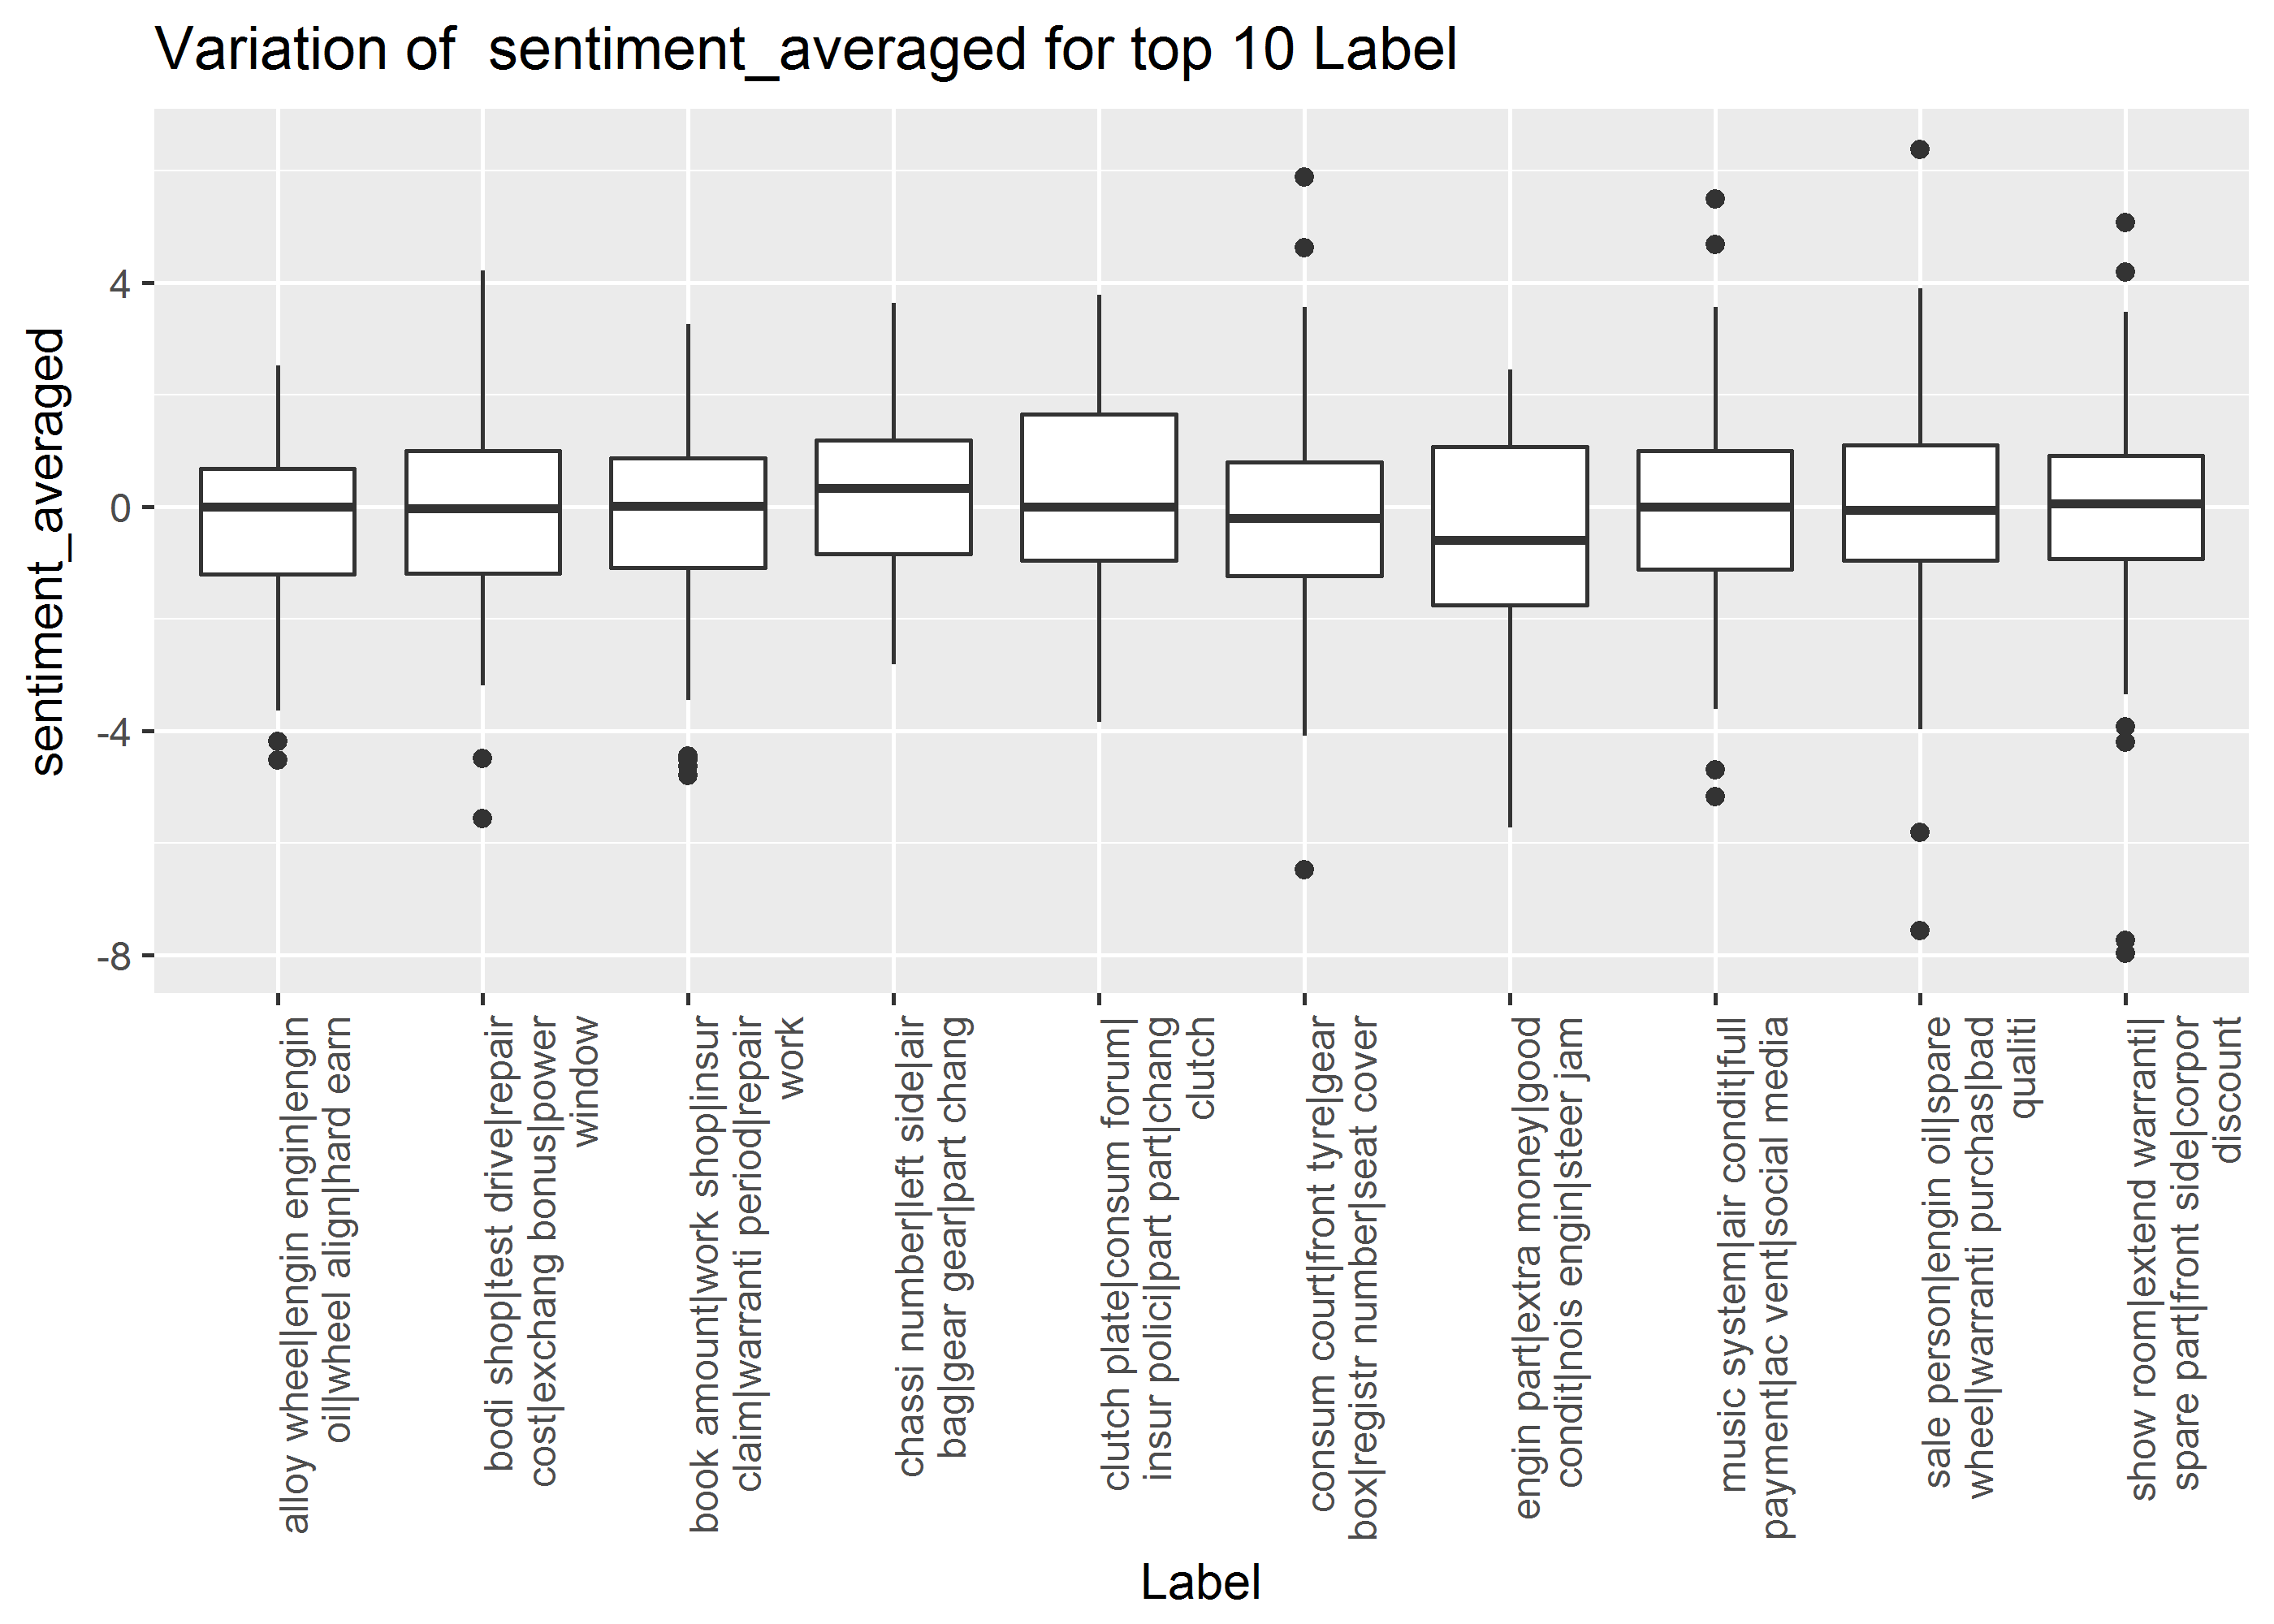 Variation of  sentiment_averaged for top 10 Label
sentiment_averaged
4
0
-4
-8
alloy wheel|engin engin|engin
oil|wheel align|hard earn
bodi shop|test drive|repair
cost|exchang bonus|power
window
book amount|work shop|insur
claim|warranti period|repair
work
chassi number|left side|air
bag|gear gear|part chang
clutch plate|consum forum|
insur polici|part part|chang
clutch
consum court|front tyre|gear
box|registr number|seat cover
engin part|extra money|good
condit|nois engin|steer jam
music system|air condit|full
payment|ac vent|social media
sale person|engin oil|spare
wheel|warranti purchas|bad
qualiti
show room|extend warranti|
spare part|front side|corpor
discount
Label